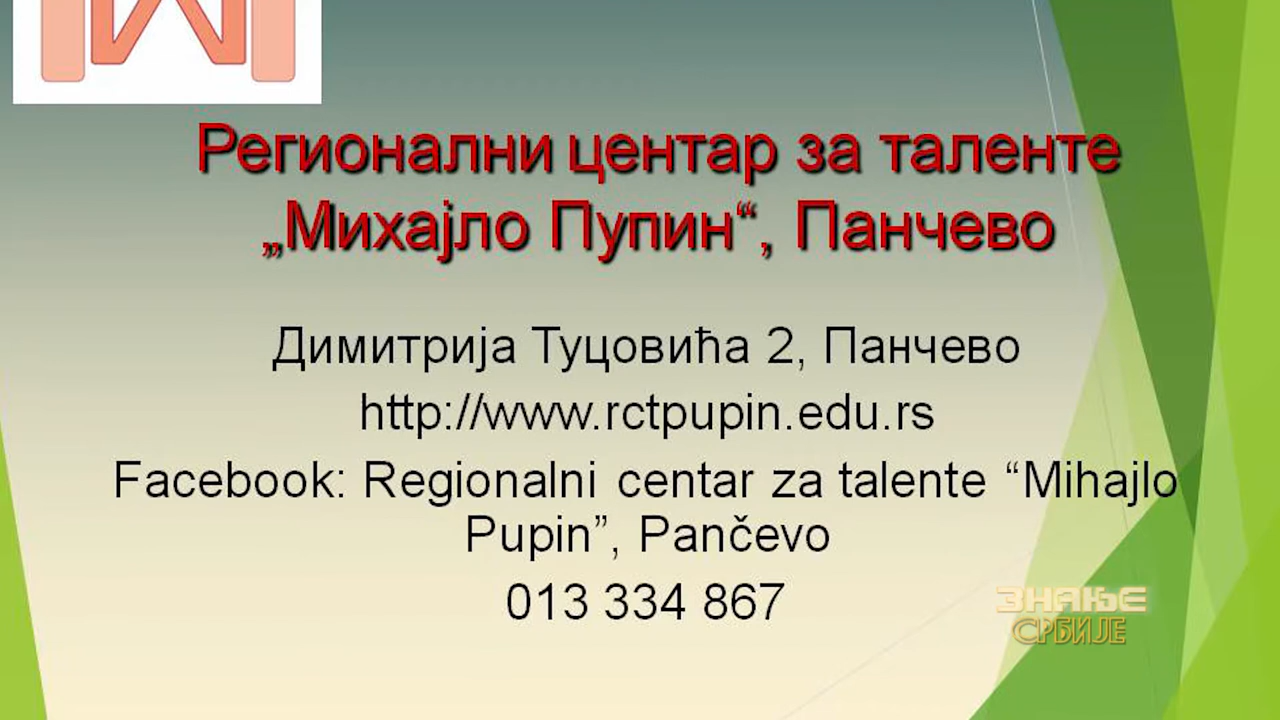 Регионални центар за таленте
„Михајло Пупин“, Панчево
Димитрија Туцовића 2, Панчево
http://www.rctpupin.edu.rs
Facebook: Regionalni centar za talente “Mihajlo
Pupin”, Pančevo
013 334 867
ЗНАЊЕ
СРБИЈЕ